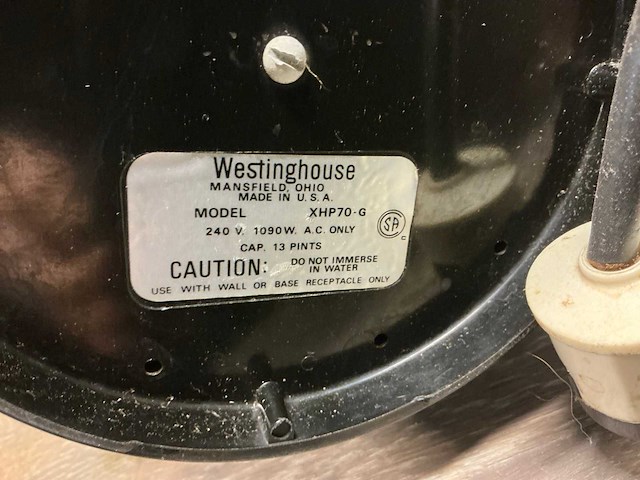 Westinghouse
MANSFIELD, OHIO
MADE IN U.S.A.
MODEL XHP70-G
240 V. 1090W. A.C. ONLY
SA
C
CAP. 13 PINTS
CAUTION: DO NOT IMMERSE
IN WATER
USE WITH WALL OR BASE RECEPTACLE ONLY